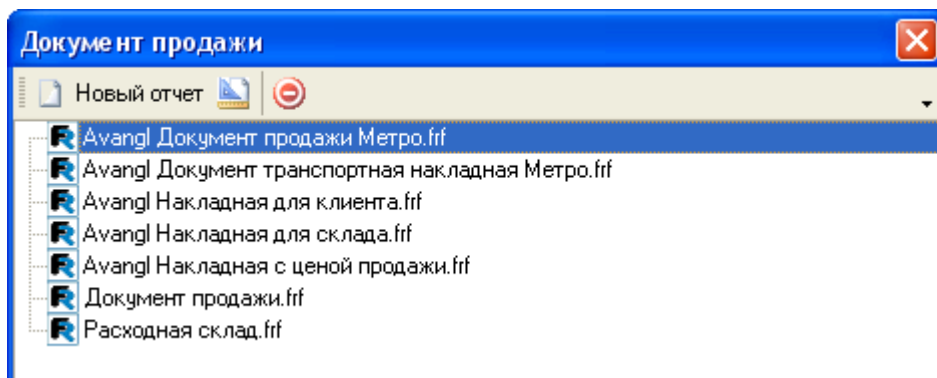 Документ продажи
Новый отчет
Avangl Документ продажи Метро.frf
Avangl Документ транспортная накладная Метро.frf
Avangl Накладная для клиента.frf
Avangl Накладная для склада.frf
Avangl Накладная с ценой продажи.frf
Документ продажи.frf
Расходная склад.frf